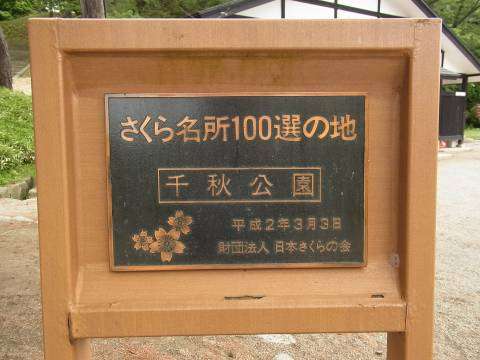 さくら名所100選の地
千秋公園
平成2年3月3日
財団法人 日本さくらの会